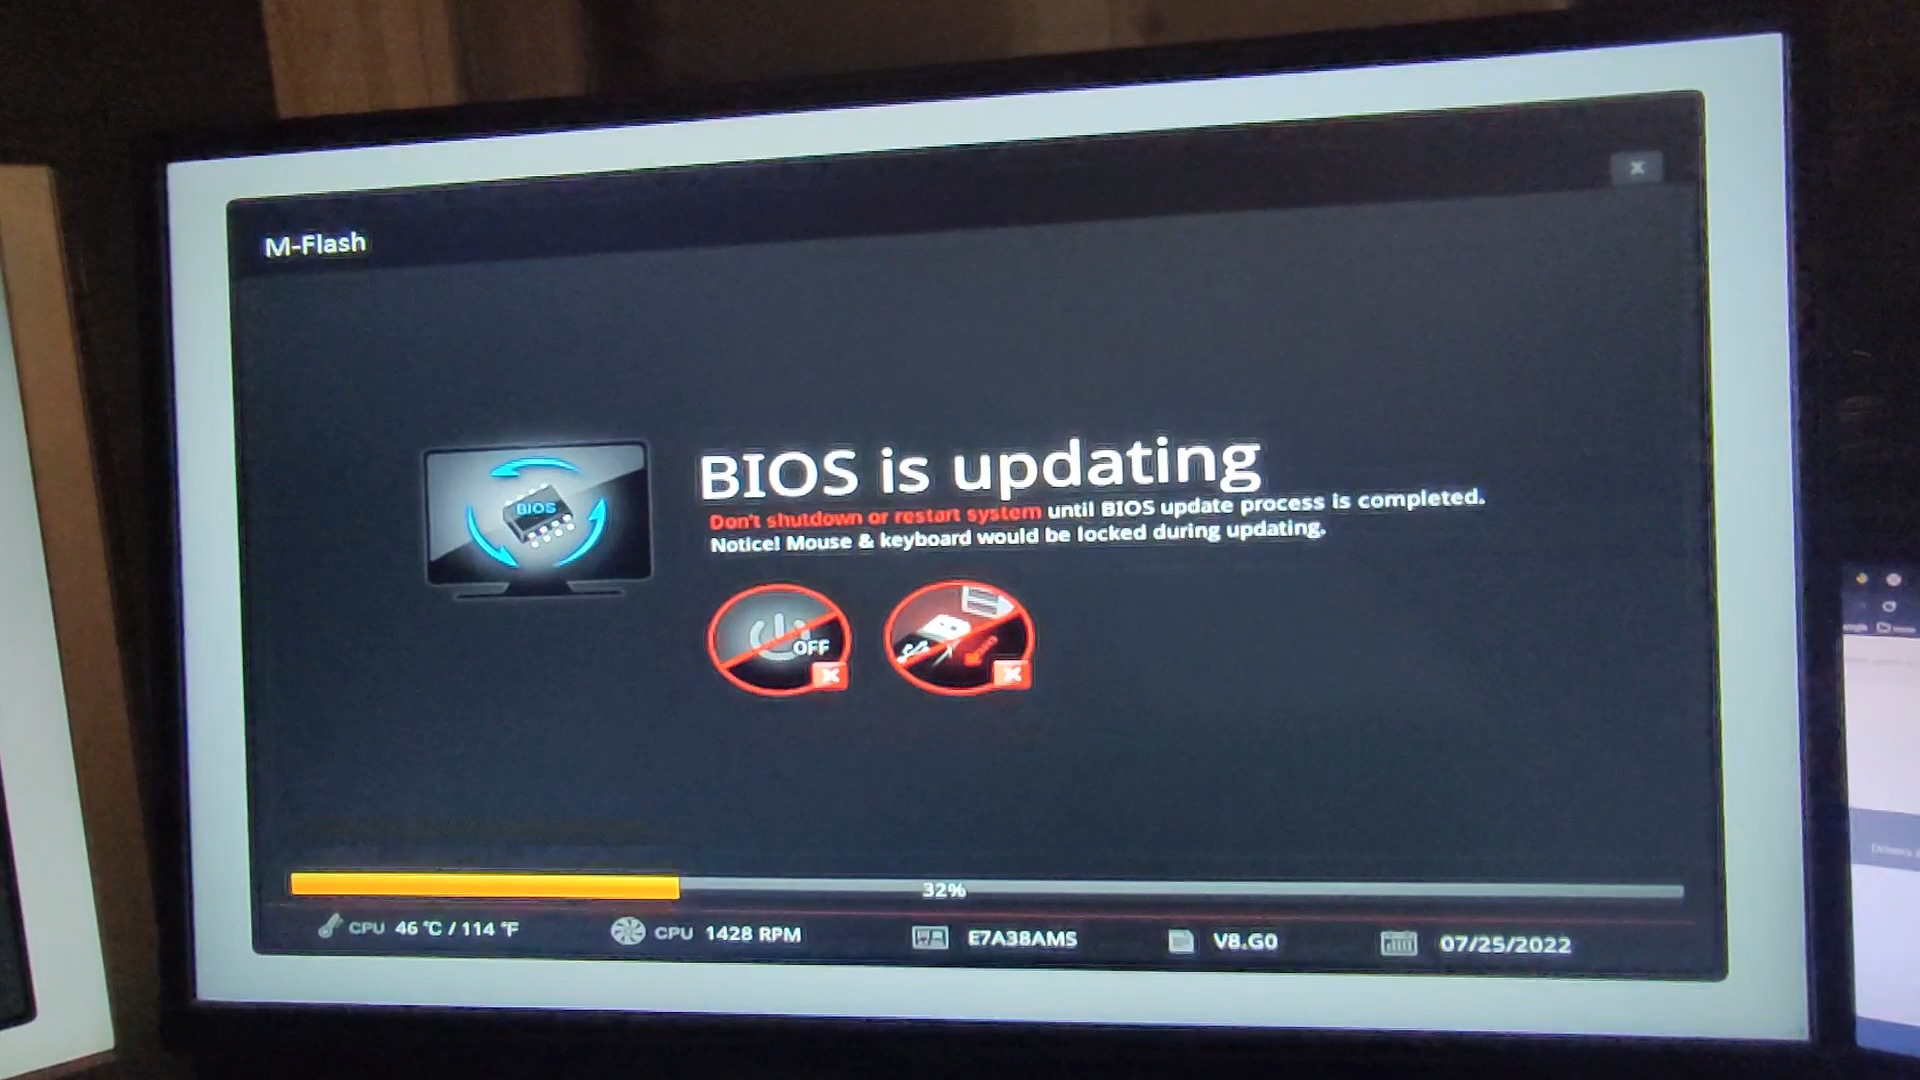 M-Flash
BIOS is updating
Don't shutdown or restart system until BIOS update process is completed.
Notice! Mouse & keyboard would be locked during updating.
BIOS
OFF
32%
CPU 46 °C / 114 °F
CPU 1428 RPM
E7A38AMS
V8.G0
07/25/2022